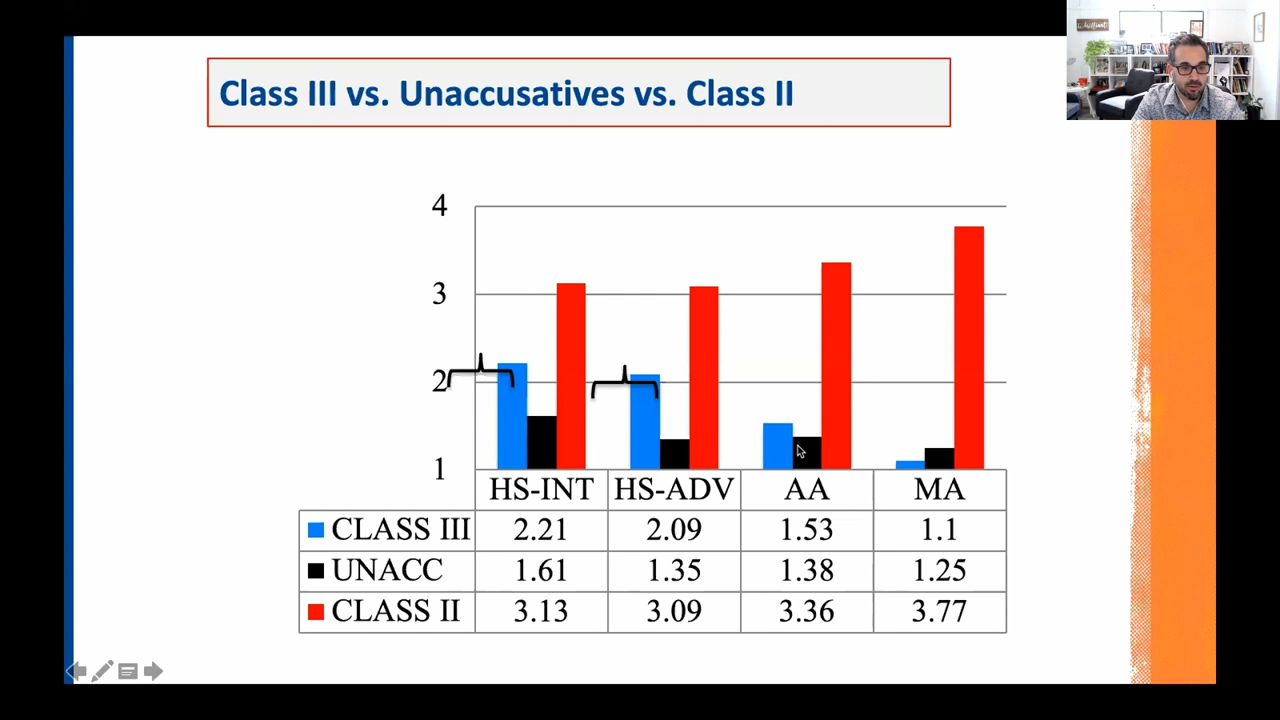 Class III vs. Unaccusatives vs. Class II
4
3
2
1
HS-INT HS-ADV AA MA
CLASS III 2.21 2.09 1.53 1.1
UNACC 1.61 1.35 1.38 1.25
CLASS II 3.13 3.09 3.36 3.77